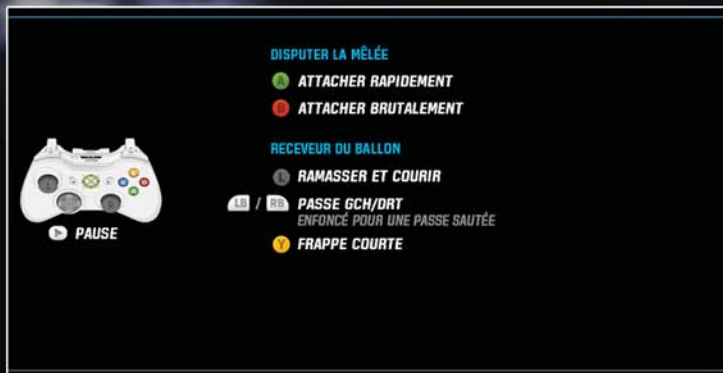 DISPUTER LA MÊLÉE
A ATTACHER RAPIDEMENT
B ATTACHER BRUTALEMENT
RECEVEUR DU BALLON
L RAMASSER ET COURIR
LB / RB PASSE GCH/DRT
ENFONCÉ POUR UNE PASSE SAUTÉE
Y FRAPPE COURTE
PAUSE